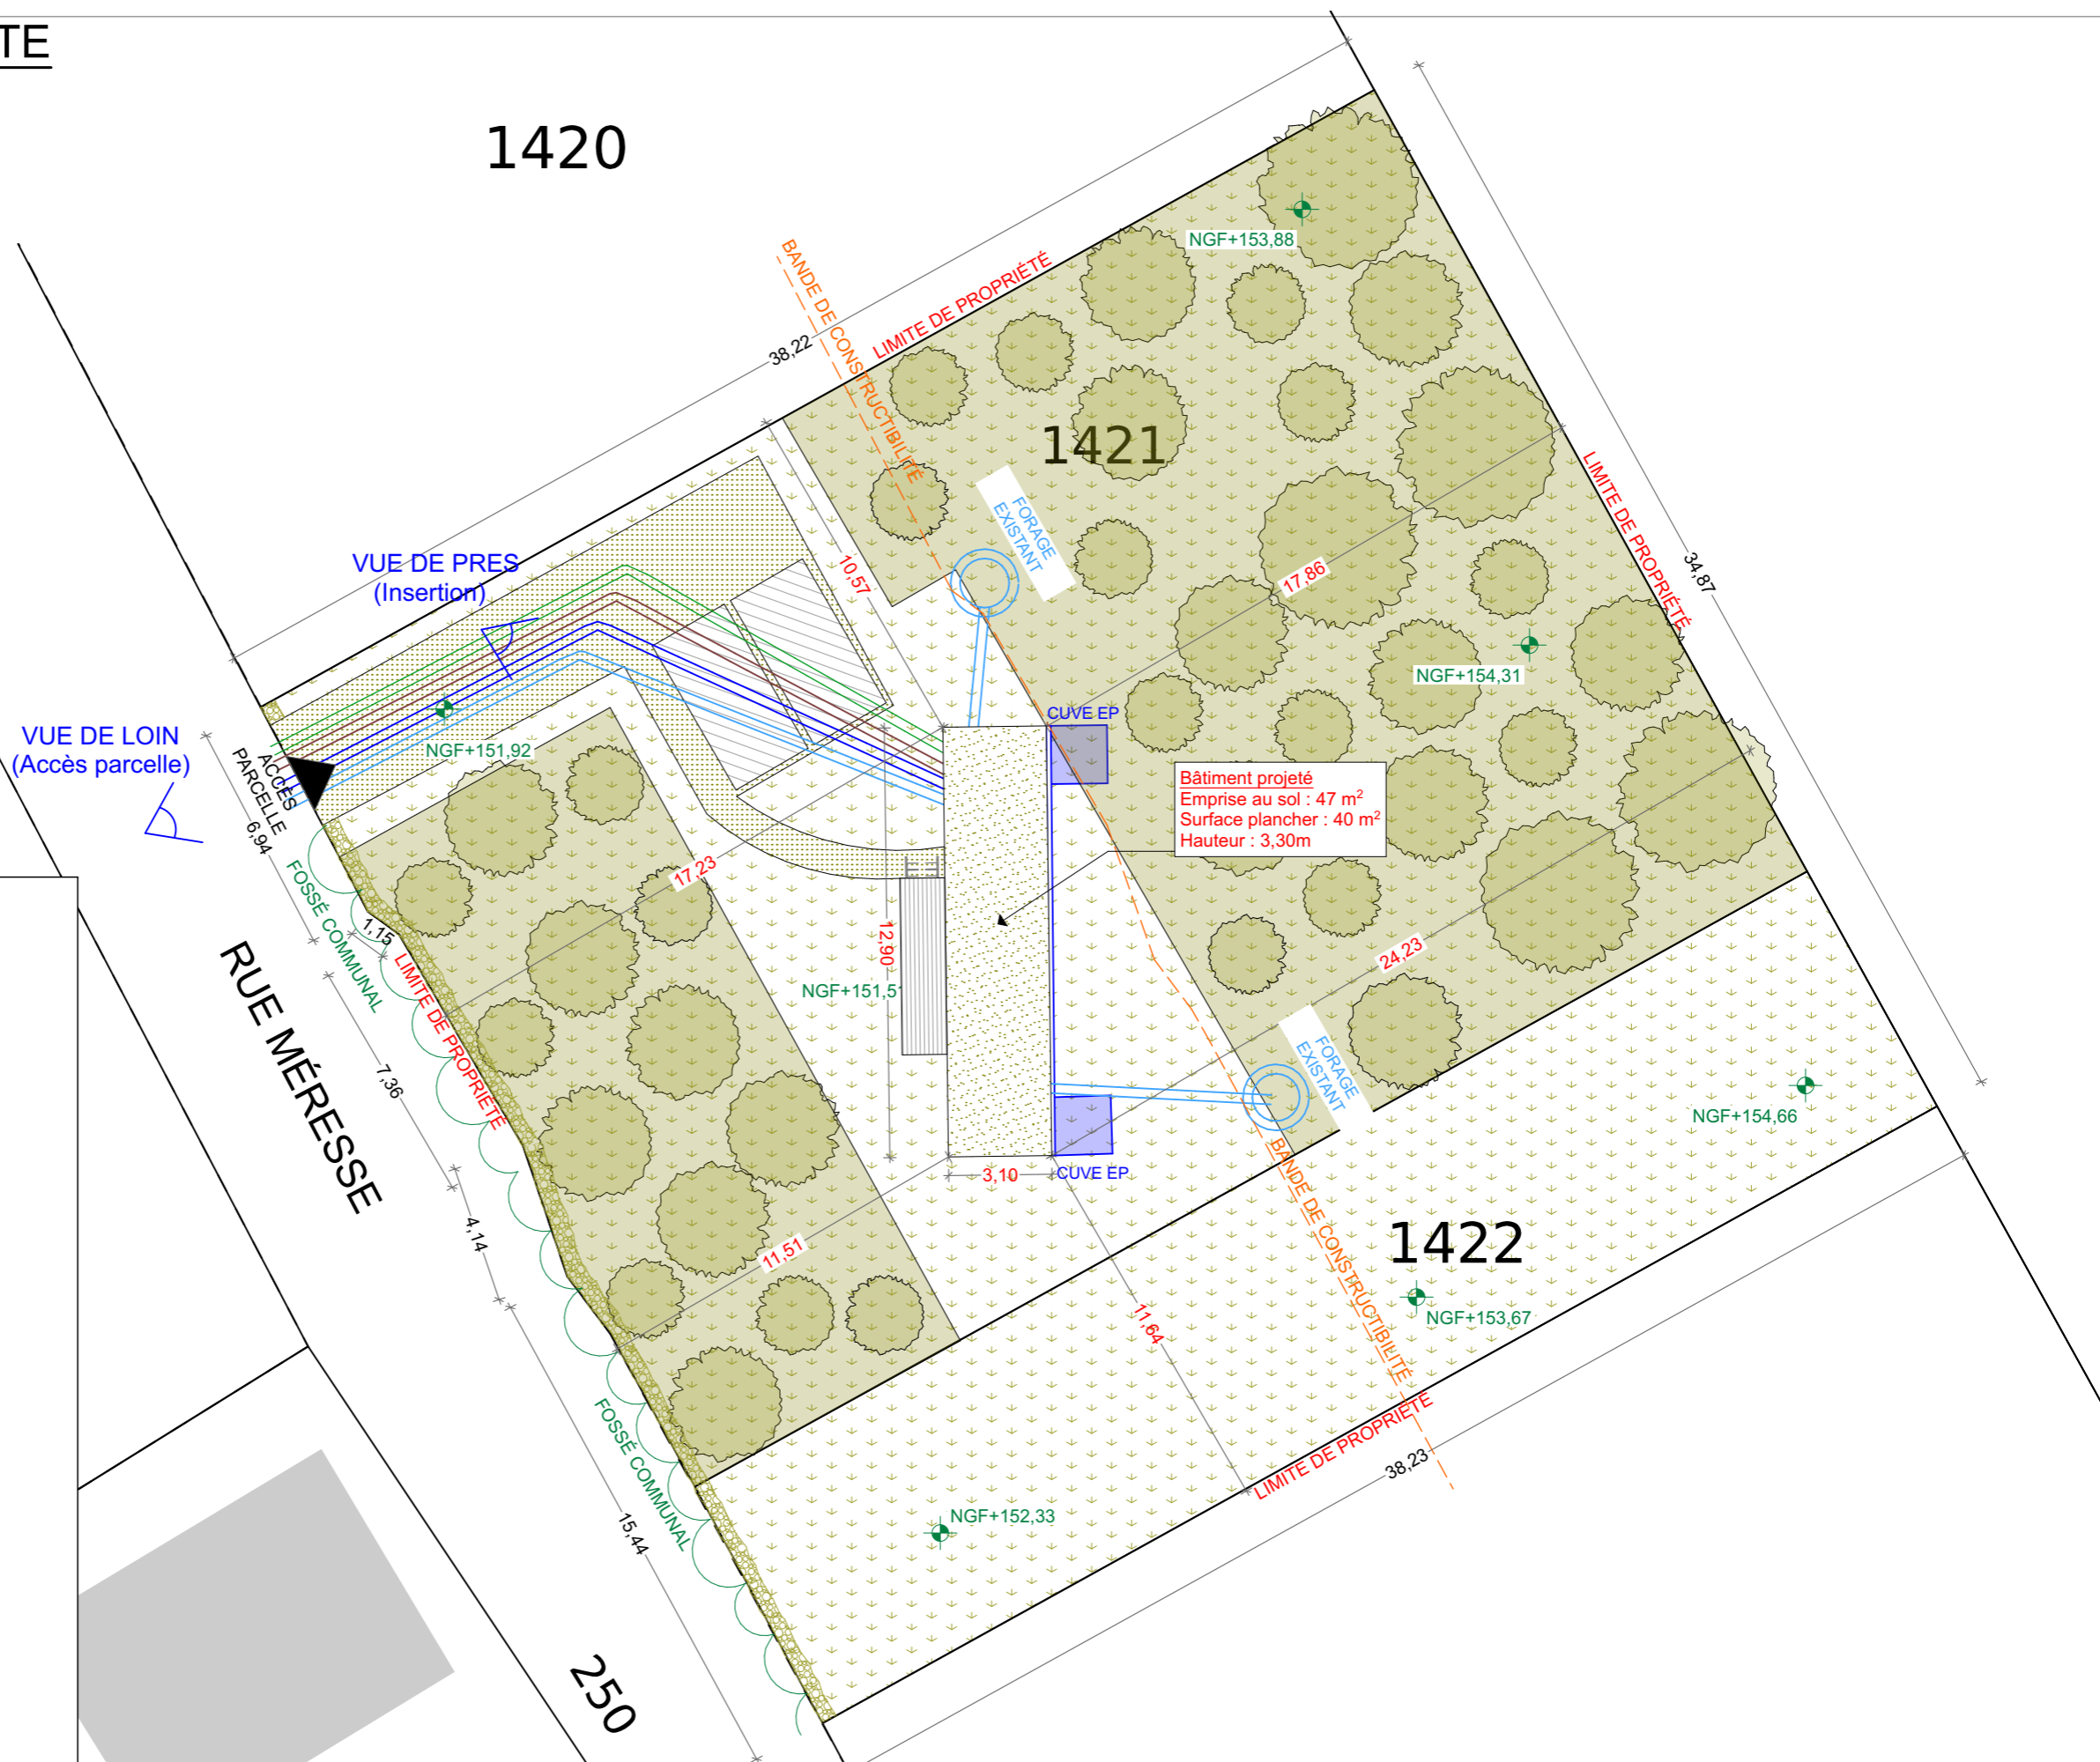 TE
1420
BANDE DE CONSTRUCTIBILITÉ
38,22
LIMITE DE PROPRIÉTÉ
NGF+153,88
1421
FORAGE
EXISTANT
10,57
17,86
LIMITE DE PROPRIÉTÉ
34,87
VUE DE PRES
(Insertion)
NGF+154,31
VUE DE LOIN
(Accès parcelle)
ACCÈS
PARCELLE
NGF+151,92
CUVE EP
Bâtiment projeté
Emprise au sol : 47 m²
Surface plancher : 40 m²
Hauteur : 3,30m
6,94
FOSSÉ COMMUNAL
17,23
1,15
12,90
24,23
LIMITE DE PROPRIÉTÉ
NGF+151,51
RUE MÉRESSE
7,36
FORAGE
EXISTANT
NGF+154,66
3,10
CUVE EP
4,14
11,51
BANDE DE CONSTRUCTIBILITÉ
1422
11,64
NGF+153,67
LIMITE DE PROPRIÉTÉ
38,23
FOSSÉ COMMUNAL
NGF+152,33
15,44
250